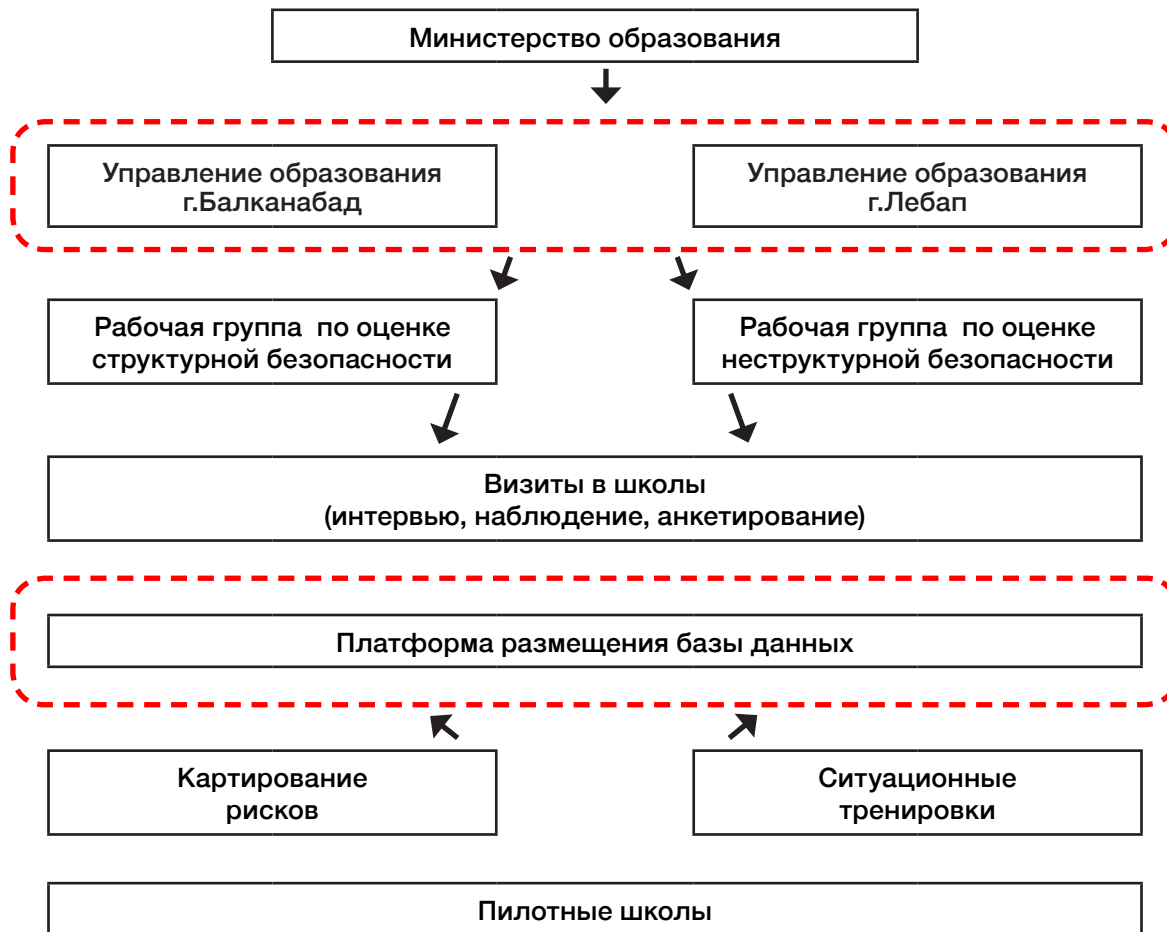 Министерство образования
Управление образования
г.Балканабад
Управление образования
г.Лебап
Рабочая группа по оценке
структурной безопасности
Рабочая группа по оценке
неструктурной безопасности
Визиты в школы
(интервью, наблюдение, анкетирование)
Платформа размещения базы данных
Картирование
рисков
Ситуационные
тренировки
Пилотные школы